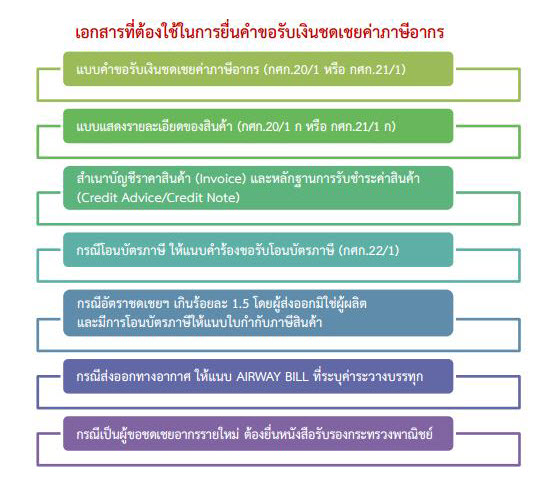 เอกสารที่ต้องใช้ในการยื่นคำขอรับเงินชดเชยค่าภาษีอากร
แบบคำขอรับเงินชดเชยค่าภาษีอากร (กศก.20/1 หรือ กศก.21/1)
แบบแสดงรายละเอียดของสินค้า (กศก.20/1 ก หรือ กศก.21/1 ก)
สำเนาบัญชีราคาสินค้า (Invoice) และหลักฐานการรับชำระค่าสินค้า
(Credit Advice/Credit Note)
กรณีโอนบัตรภาษี ให้แนบคำร้องขอรับโอนบัตรภาษี (กศก.22/1)
กรณีอัตราชดเชยฯ เกินร้อยละ 1.5 โดยผู้ส่งออกมิใช่ผู้ผลิต
และมีการโอนบัตรภาษีให้แนบใบกำกับภาษีสินค้า
กรณีส่งออกทางอากาศ ให้แนบ AIRWAY BILL ที่ระบุค่าระวางบรรทุก
กรณีเป็นผู้ขอชดเชยอากรรายใหม่ ต้องยื่นหนังสือรับรองกระทรวงพาณิชย์